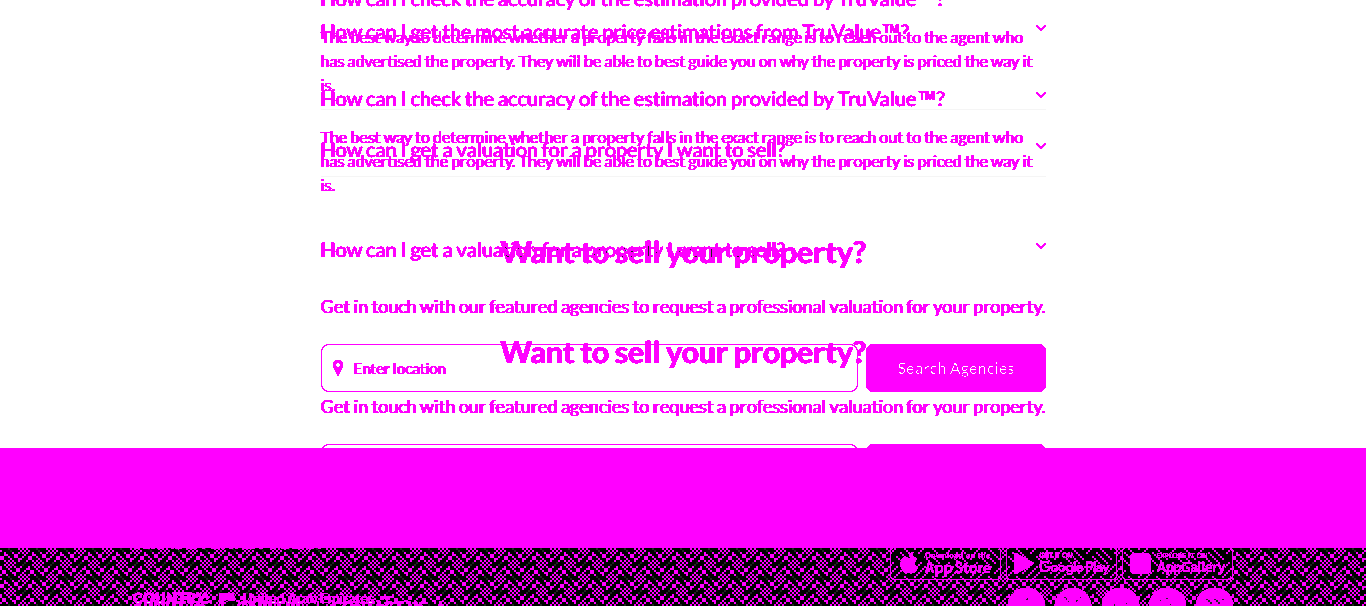 How can I check the accuracy of the estimation provided by TruValue™?
How can I get the most accurate price estimations from TruValue™?
The best way to determine whether a property falls in the exact range is to reach out to the agent who
has advertised the property. They will be able to best guide you on why the property is priced the way it
is.
How can I check the accuracy of the estimation provided by TruValue™?
The best way to determine whether a property falls in the exact range is to reach out to the agent who
How can I get a valuation for a property I want to sell?
has advertised the property. They will be able to best guide you on why the property is priced the way it
is.
How can I get a valuation for a property I want to sell?
Want to sell your property?
Get in touch with our featured agencies to request a professional valuation for your property.
Want to sell your property?
Enter location
Search Agencies
Get in touch with our featured agencies to request a professional valuation for your property.
Download on the
App Store
GET IT ON
Google Play
AppGallery
COUNTRY:
United Arab Emirates